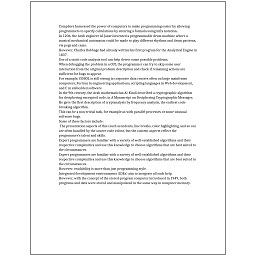 Compilers harnessed the power of computers to make programming easier by allowing
programmers to specify calculations by entering a formula using infix notation.
In 1206, the Arab engineer Al-Jazari invented a programmable drum machine where a
musical mechanical automaton could be made to play different rhythms and drum patterns,
via pegs and cams.
However, Charles Babbage had already written his first program for the Analytical Engine in
1837.
Use of a static code analysis tool can help detect some possible problems.
When debugging the problem in a GUI, the programmer can try to skip some user
interaction from the original problem description and check if remaining actions are
sufficient for bugs to appear.
For example, COBOL is still strong in corporate data centers often on large mainframe
computers, Fortran in engineering applications, scripting languages in Web development,
and C in embedded software.
In the 9th century, the Arab mathematician Al-Kindi described a cryptographic algorithm
for deciphering encrypted code, in A Manuscript on Deciphering Cryptographic Messages.
He gave the first description of cryptanalysis by frequency analysis, the earliest code-
breaking algorithm.
This can be a non-trivial task, for example as with parallel processes or some unusual
software bugs.
Some of these factors include:
The presentation aspects of this (such as indents, line breaks, color highlighting, and so on)
are often handled by the source code editor, but the content aspects reflect the
programmer's talent and skills.
Expert programmers are familiar with a variety of well-established algorithms and their
respective complexities and use this knowledge to choose algorithms that are best suited to
the circumstances.
Expert programmers are familiar with a variety of well-established algorithms and their
respective complexities and use this knowledge to choose algorithms that are best suited to
the circumstances.
However, readability is more than just programming style.
Integrated development environments (IDEs) aim to integrate all such help.
However, with the concept of the stored-program computer introduced in 1949, both
programs and data were stored and manipulated in the same way in computer memory.